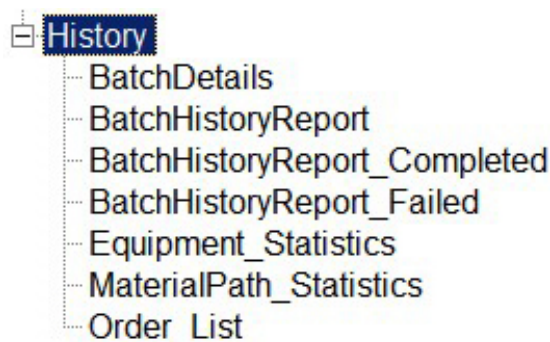 History
BatchDetails
BatchHistoryReport
BatchHistoryReport_Completed
BatchHistoryReport_Failed
Equipment_Statistics
MaterialPath_Statistics
Order_List